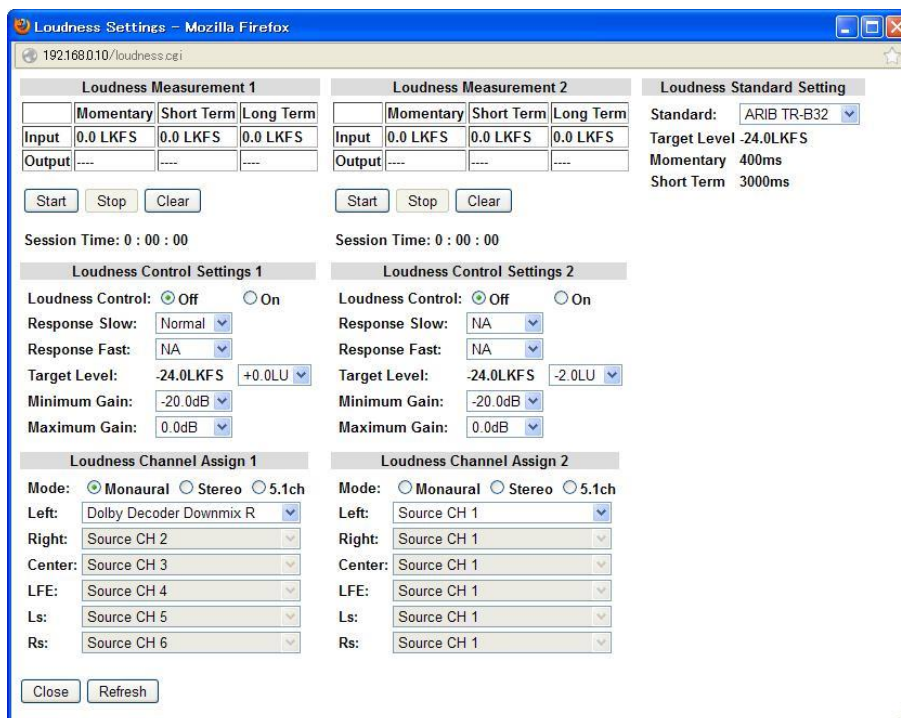 Loudness Settings - Mozilla Firefox
192.168.0.10/loudness.cgi
Loudness Measurement 1
Momentary Short Term Long Term
Input 0.0 LKFS 0.0 LKFS 0.0 LKFS
Output ---- ---- ----
Start Stop Clear
Session Time: 0 : 00 : 00
Loudness Control Settings 1
Loudness Control: Off On
Response Slow: Normal
Response Fast: NA
Target Level: -24.0LKFS +0.0LU
Minimum Gain: -20.0dB
Maximum Gain: 0.0dB
Loudness Channel Assign 1
Mode: Monaural Stereo 5.1ch
Left: Dolby Decoder Downmix R
Right: Source CH 2
Center: Source CH 3
LFE: Source CH 4
Ls: Source CH 5
Rs: Source CH 6
Loudness Measurement 2
Momentary Short Term Long Term
Input 0.0 LKFS 0.0 LKFS 0.0 LKFS
Output ---- ---- ----
Start Stop Clear
Session Time: 0 : 00 : 00
Loudness Control Settings 2
Loudness Control: Off On
Response Slow: NA
Response Fast: NA
Target Level: -24.0LKFS -2.0LU
Minimum Gain: -20.0dB
Maximum Gain: 0.0dB
Loudness Channel Assign 2
Mode: Monaural Stereo 5.1ch
Left: Source CH 1
Right: Source CH 1
Center: Source CH 1
LFE: Source CH 1
Ls: Source CH 1
Rs: Source CH 1
Loudness Standard Setting
Standard: ARIB TR-B32
Target Level -24.0LKFS
Momentary 400ms
Short Term 3000ms
Close Refresh